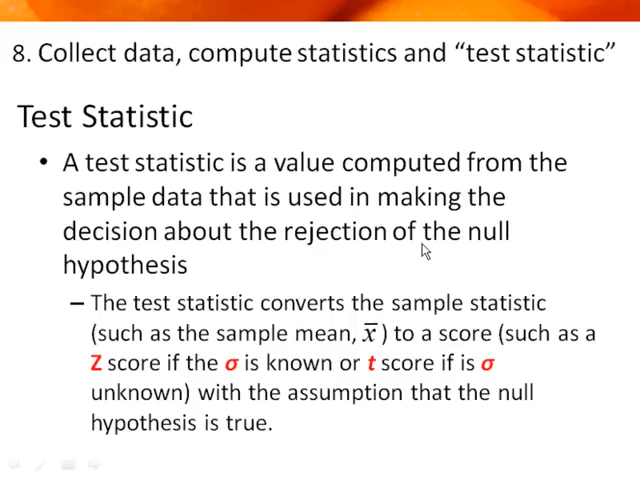 8. Collect data, compute statistics and “test statistic”
Test Statistic
• A test statistic is a value computed from the
sample data that is used in making the
decision about the rejection of the null
hypothesis
– The test statistic converts the sample statistic
(such as the sample mean, x̅ ) to a score (such as a
Z score if the σ is known or t score if is σ
unknown) with the assumption that the null
hypothesis is true.